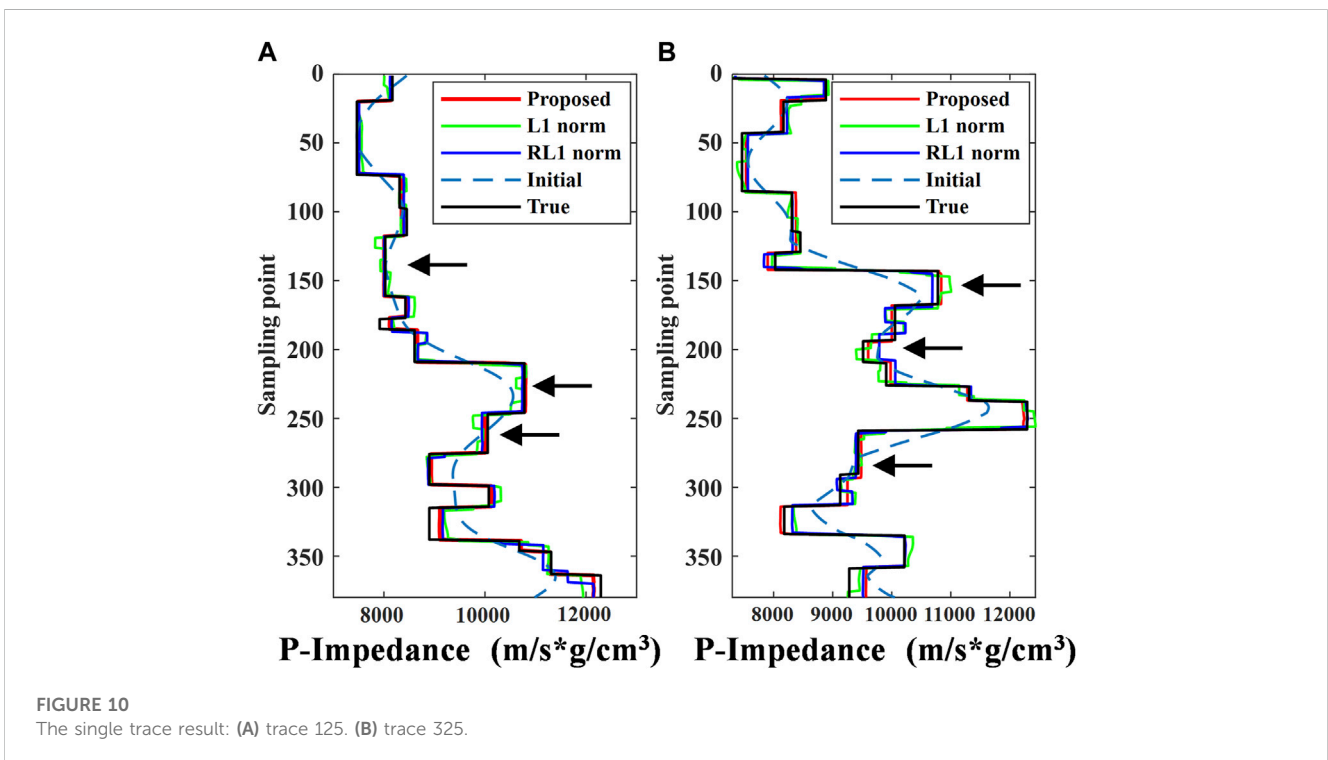 A
0
50
100
150
200
250
300
350
Sampling point
Proposed
L1 norm
RL1 norm
Initial
True
8000
10000
12000
P-Impedance (m/s*g/cm³)
B
0
50
100
150
200
250
300
350
Sampling point
Proposed
L1 norm
RL1 norm
Initial
True
8000
9000
10000
11000
12000
P-Impedance (m/s*g/cm³)
FIGURE 10
The single trace result: (A) trace 125. (B) trace 325.